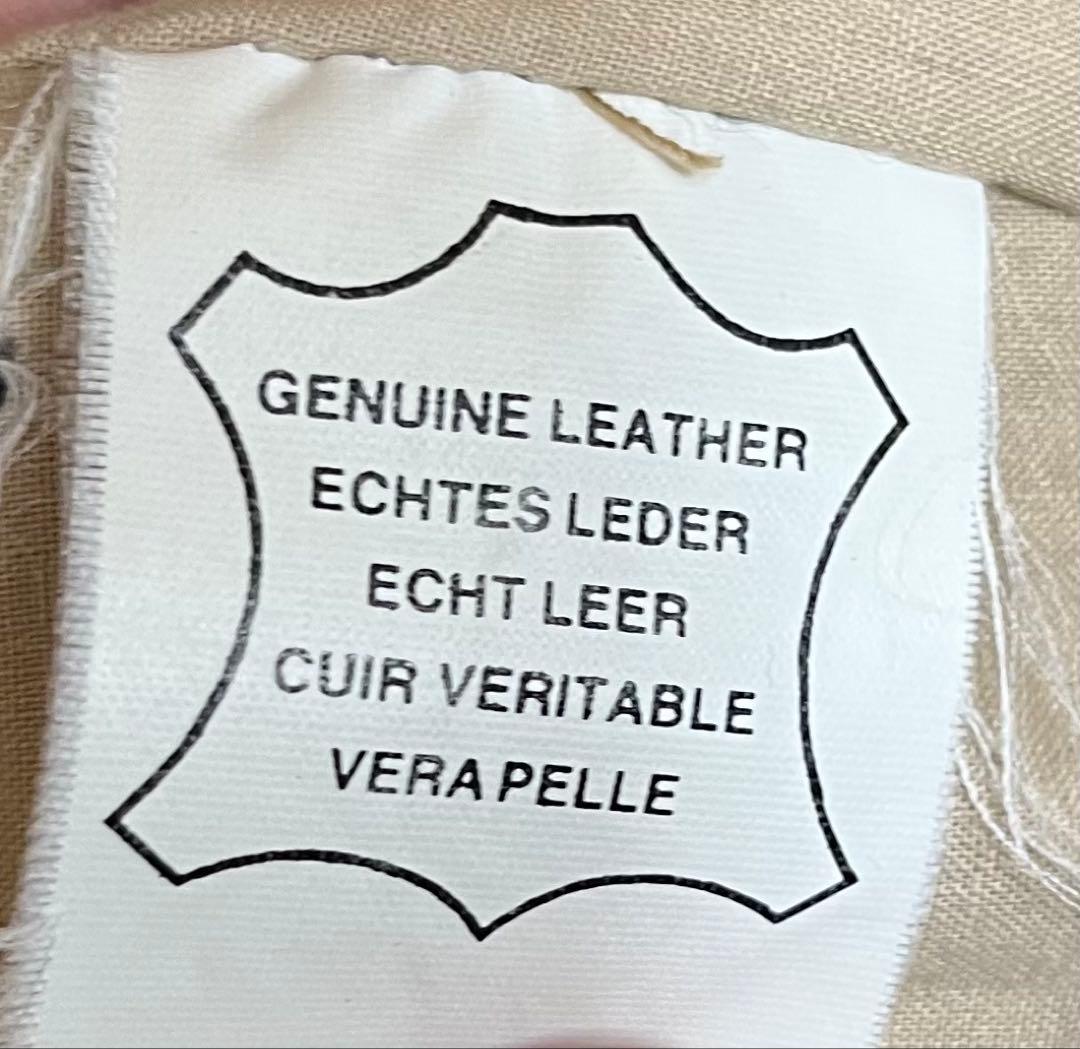 GENUINE LEATHER
ECHTES LEDER
ECHT LEER
CUIR VERITABLE
VERA PELLE